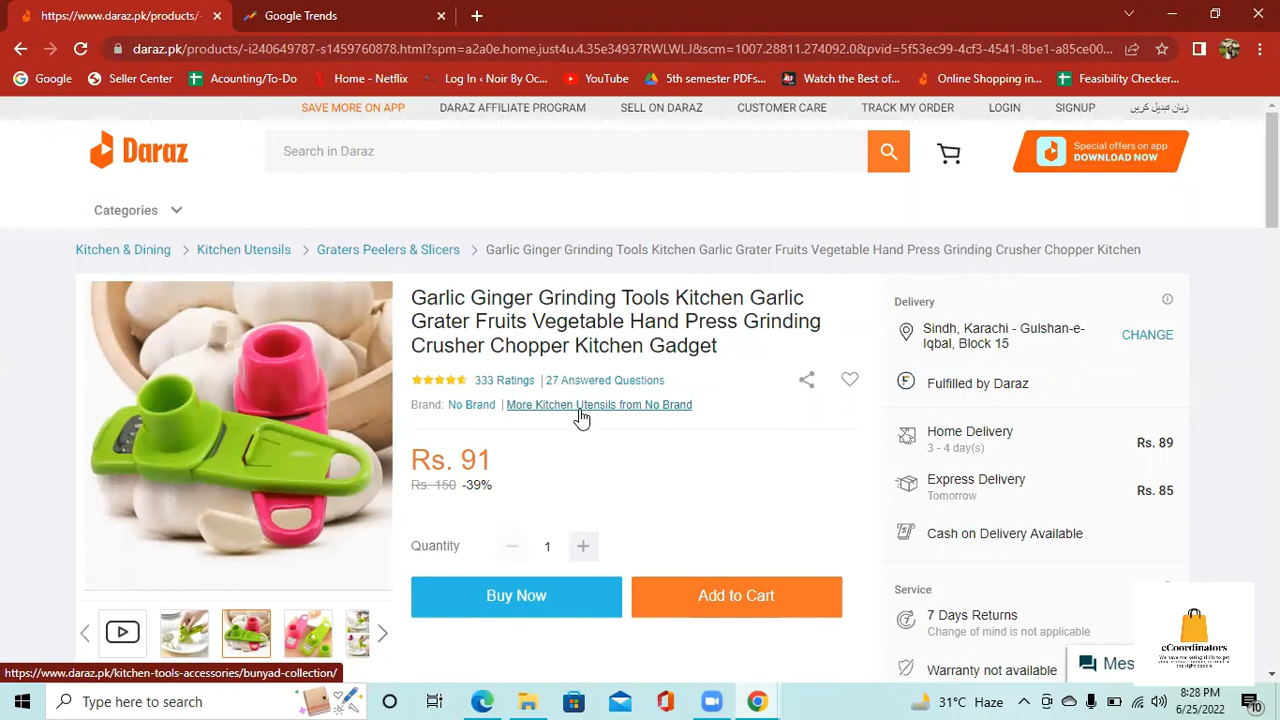 https://www.daraz.pk/products/-
Google Trends
daraz.pk/products/-i240649787-s1459760878.html?spm=a2a0e.home.just4u.4.35e34937RWLWLJ&scm=1007.28811.274092.0&pvid=5f53ec99-4cf3-4541-8be1-a85ce00...
Google
Seller Center
Acounting/To-Do
Home - Netflix
Log In ‹ Noir By Oc...
YouTube
5th semester PDFs...
Watch the Best of...
Online Shopping in...
Feasibility Checker...
SAVE MORE ON APP
DARAZ AFFILIATE PROGRAM
SELL ON DARAZ
CUSTOMER CARE
TRACK MY ORDER
LOGIN
SIGNUP
زبان تبدیل کریں
Daraz
Search in Daraz
Special offers on app
DOWNLOAD NOW
Categories
Kitchen & Dining
Kitchen Utensils
Graters Peelers & Slicers
Garlic Ginger Grinding Tools Kitchen Garlic Grater Fruits Vegetable Hand Press Grinding Crusher Chopper Kitchen
Garlic Ginger Grinding Tools Kitchen Garlic
Grater Fruits Vegetable Hand Press Grinding
Crusher Chopper Kitchen Gadget
333 Ratings | 27 Answered Questions
Brand: No Brand | More Kitchen Utensils from No Brand
Rs. 91
Rs. 150 -39%
Quantity
1
Buy Now
Add to Cart
Delivery
Sindh, Karachi - Gulshan-e-
Iqbal, Block 15
CHANGE
Fulfilled by Daraz
Home Delivery
3 - 4 day(s)
Rs. 89
Express Delivery
Tomorrow
Rs. 85
Cash on Delivery Available
Service
7 Days Returns
Change of mind is not applicable
Warranty not available
eCoordinators
Mes
https://www.daraz.pk/kitchen-tools-accessories/bunyad-collection/
Type here to search
31°C Haze
8:28 PM
6/25/2022
10